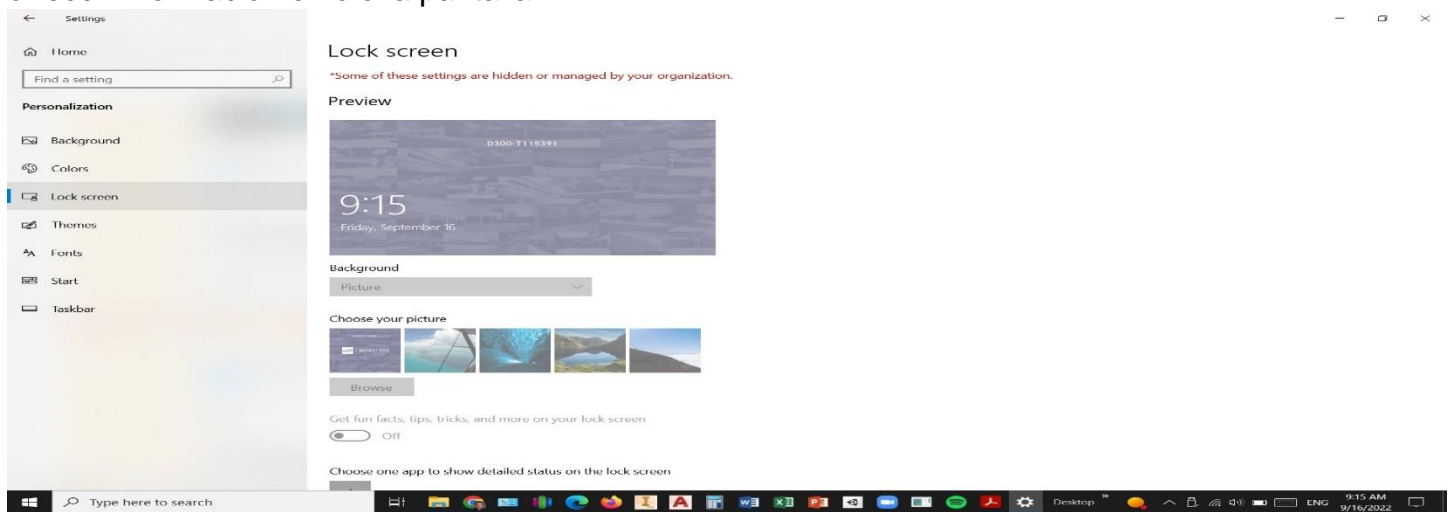 Settings
Home
Find a setting
Personalization
Background
Colors
Lock screen
Themes
Fonts
Start
Taskbar
Lock screen
*Some of these settings are hidden or managed by your organization.
Preview
D300-T115391
9:15
Friday, September 16
Background
Picture
Choose your picture
Browse
Get fun facts, tips, tricks, and more on your lock screen
Off
Choose one app to show detailed status on the lock screen
Type here to search
Desktop
ENG
9:15 AM
9/16/2022